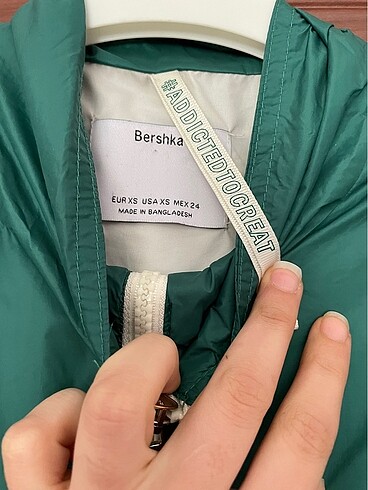 Bershka
EUR XS USA XS MEX 24
MADE IN BANGLADESH
#ADDICTEDTOCREAT